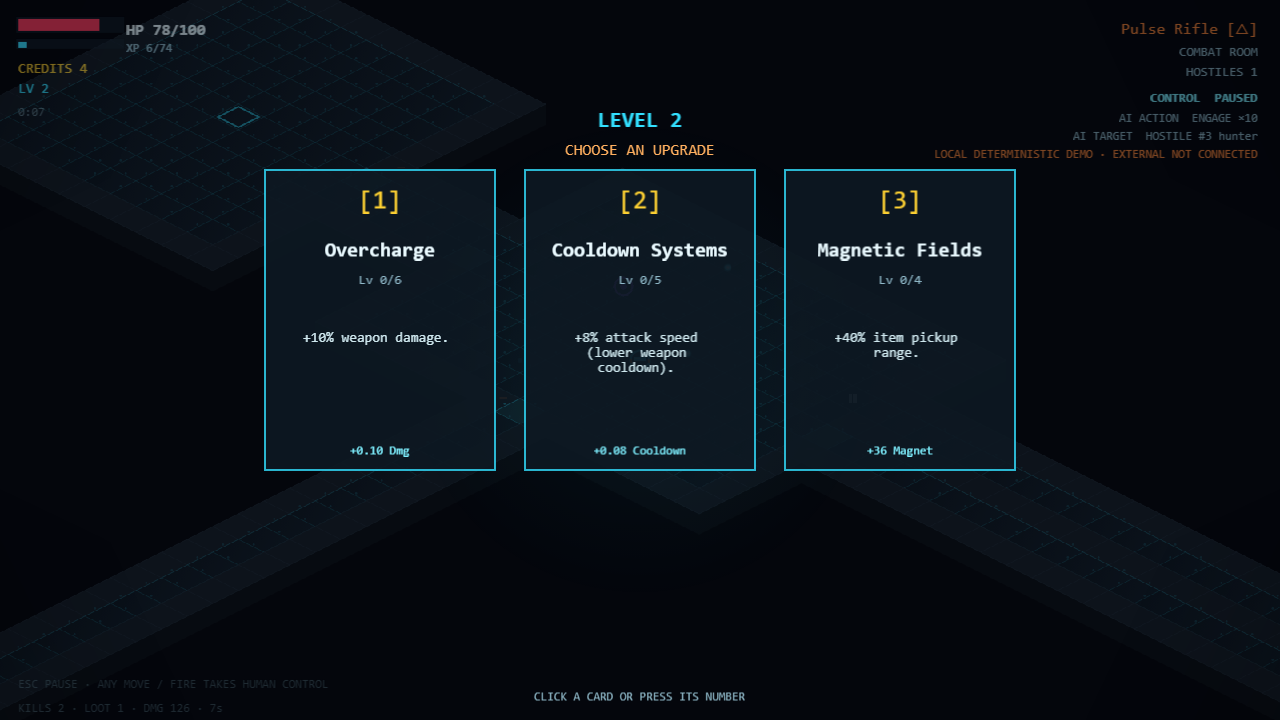 HP 78/100
XP 6/74
CREDITS 4
LV 2
0:07
Pulse Rifle [△]
COMBAT ROOM
HOSTILES 1
CONTROL PAUSED
AI ACTION ENGAGE ×10
AI TARGET HOSTILE #3 hunter
LOCAL DETERMINISTIC DEMO · EXTERNAL NOT CONNECTED
LEVEL 2
CHOOSE AN UPGRADE
[1]
Overcharge
Lv 0/6
+10% weapon damage.
+0.10 Dmg
[2]
Cooldown Systems
Lv 0/5
+8% attack speed
(lower weapon
cooldown).
+0.08 Cooldown
[3]
Magnetic Fields
Lv 0/4
+40% item pickup
range.
+36 Magnet
ESC PAUSE · ANY MOVE / FIRE TAKES HUMAN CONTROL
KILLS 2 · LOOT 1 · DMG 126 · 7s
CLICK A CARD OR PRESS ITS NUMBER